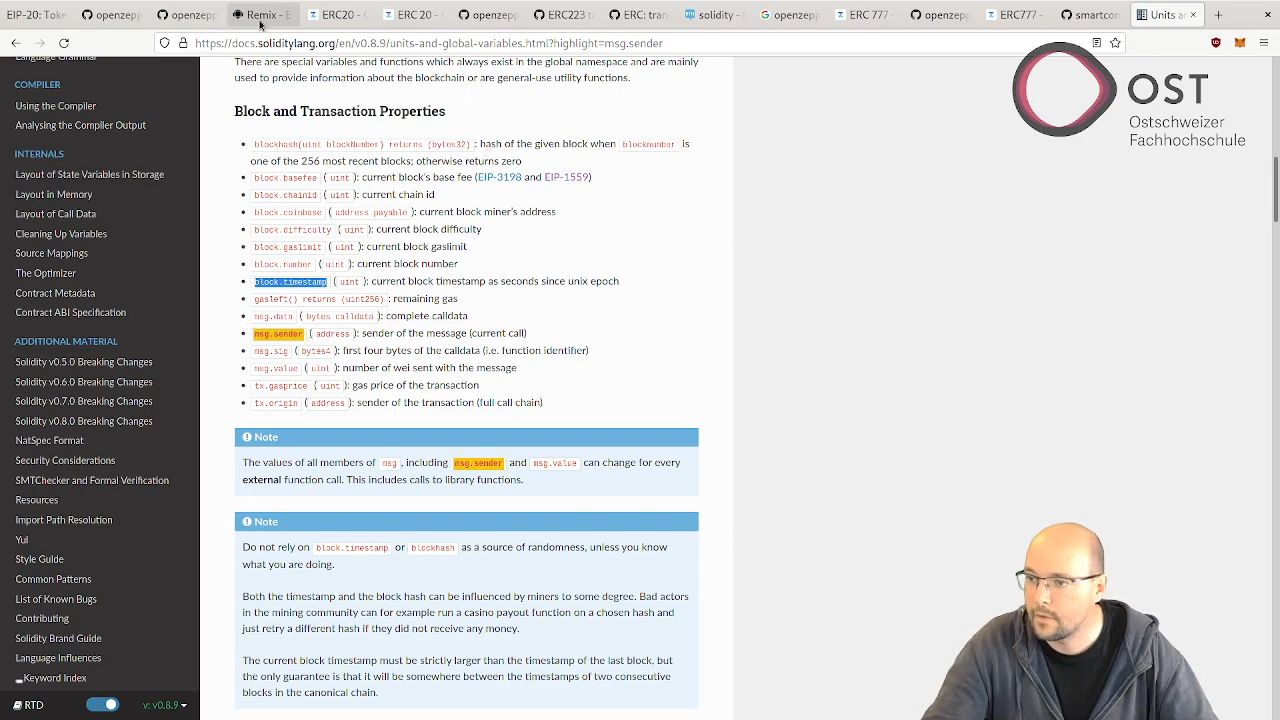 EIP-20: Toke
openzepp
openzepp
Remix - E
ERC20 -
ERC 20 -
openzepp
ERC223 to
ERC: tran
solidity -
openzepp
ERC 777
openzepp
ERC777 -
smartcon
Units an
https://docs.soliditylang.org/en/v0.8.9/units-and-global-variables.html?highlight=msg.sender
Language Grammar
COMPILER
Using the Compiler
Analysing the Compiler Output
INTERNALS
Layout of State Variables in Storage
Layout in Memory
Layout of Call Data
Cleaning Up Variables
Source Mappings
The Optimizer
Contract Metadata
Contract ABI Specification
ADDITIONAL MATERIAL
Solidity v0.5.0 Breaking Changes
Solidity v0.6.0 Breaking Changes
Solidity v0.7.0 Breaking Changes
Solidity v0.8.0 Breaking Changes
NatSpec Format
Security Considerations
SMTChecker and Formal Verification
Resources
Import Path Resolution
Yul
Style Guide
Common Patterns
List of Known Bugs
Contributing
Solidity Brand Guide
Language Influences
Keyword Index
RTD
v: v0.8.9
There are special variables and functions which always exist in the global namespace and are mainly
used to provide information about the blockchain or are general-use utility functions.
Block and Transaction Properties
blockhash(uint blockNumber) returns (bytes32) : hash of the given block when blocknumber is
one of the 256 most recent blocks; otherwise returns zero
block.basefee ( uint ): current block's base fee (EIP-3198 and EIP-1559)
block.chainid ( uint ): current chain id
block.coinbase ( address payable ): current block miner's address
block.difficulty ( uint ): current block difficulty
block.gaslimit ( uint ): current block gaslimit
block.number ( uint ): current block number
block.timestamp ( uint ): current block timestamp as seconds since unix epoch
gasleft() returns (uint256) : remaining gas
msg.data ( bytes calldata ): complete calldata
msg.sender ( address ): sender of the message (current call)
msg.sig ( bytes4 ): first four bytes of the calldata (i.e. function identifier)
msg.value ( uint ): number of wei sent with the message
tx.gasprice ( uint ): gas price of the transaction
tx.origin ( address ): sender of the transaction (full call chain)
Note
The values of all members of msg , including msg.sender and msg.value can change for every
external function call. This includes calls to library functions.
Note
Do not rely on block.timestamp or blockhash as a source of randomness, unless you know
what you are doing.
Both the timestamp and the block hash can be influenced by miners to some degree. Bad actors
in the mining community can for example run a casino payout function on a chosen hash and
just retry a different hash if they did not receive any money.
The current block timestamp must be strictly larger than the timestamp of the last block, but
the only guarantee is that it will be somewhere between the timestamps of two consecutive
blocks in the canonical chain.
OST
Ostschweizer
Fachhochschule